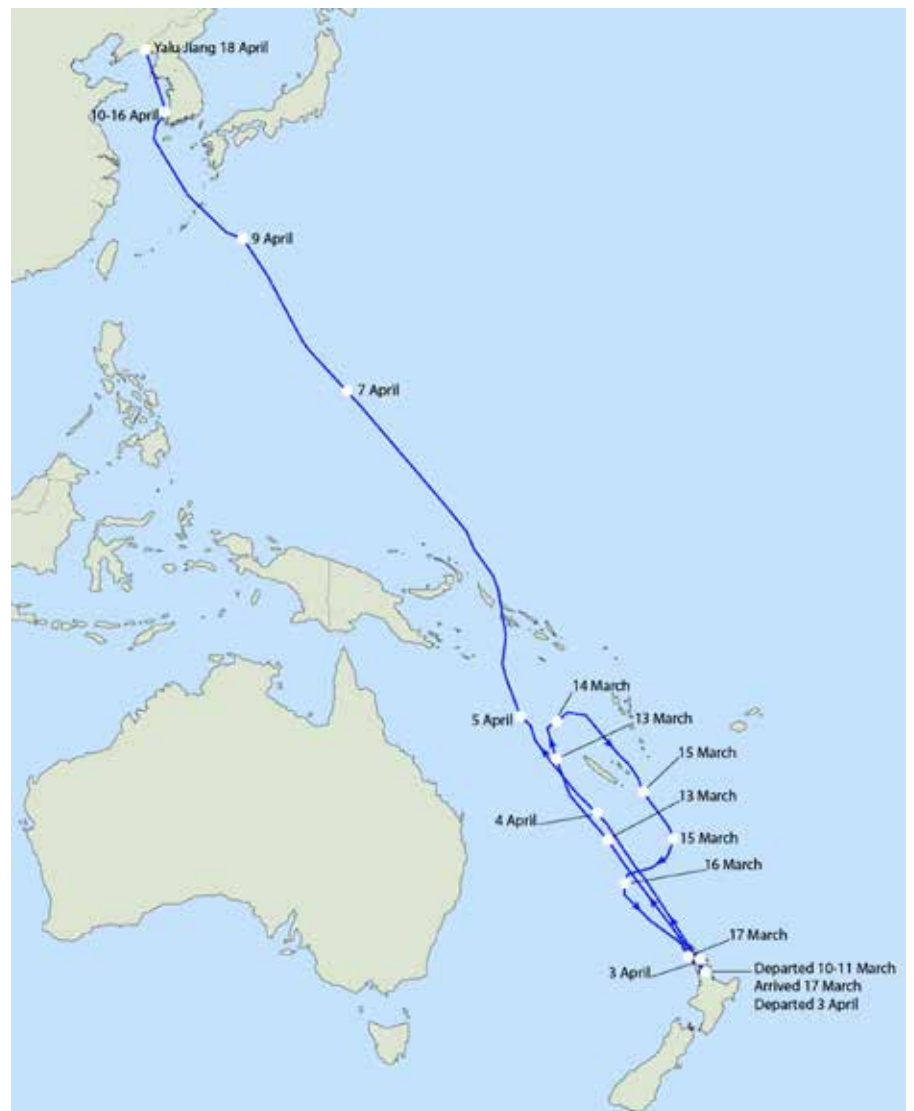 Yalu Jiang 18 April
10-16 April
9 April
7 April
14 March
5 April
13 March
15 March
13 March
4 April
15 March
16 March
17 March
3 April
Departed 10-11 March
Arrived 17 March
Departed 3 April